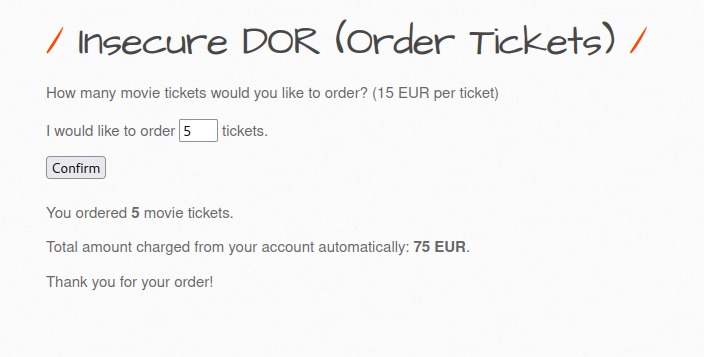 / Insecure DOR (Order Tickets) /
How many movie tickets would you like to order? (15 EUR per ticket)
I would like to order 5 tickets.
Confirm
You ordered 5 movie tickets.
Total amount charged from your account automatically: 75 EUR.
Thank you for your order!